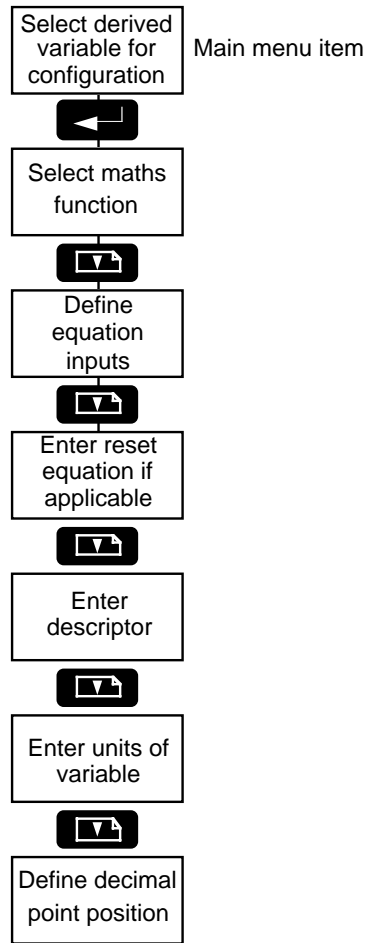 Select derived
variable for
configuration
Main menu item
Select maths
function
Define
equation
inputs
Enter reset
equation if
applicable
Enter
descriptor
Enter units of
variable
Define decimal
point position